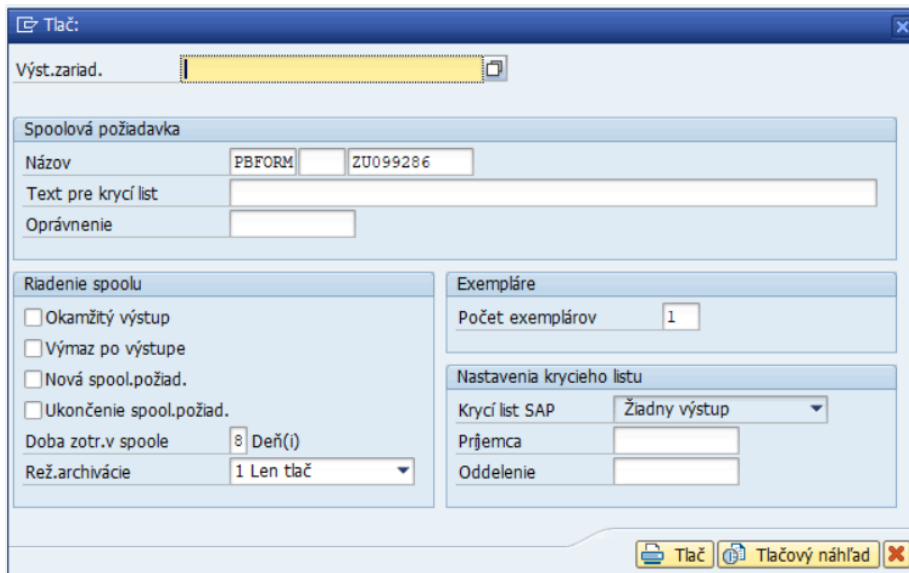 Tlač:
Výst.zariad.
Spoolová požiadavka
Názov PBFORM ZU099286
Text pre krycí list
Oprávnenie
Riadenie spoolu
Okamžitý výstup
Výmaz po výstupe
Nová spool.požiad.
Ukončenie spool.požiad.
Doba zotr.v spoole 8 Deň(i)
Rež.archivácie 1 Len tlač
Exempláre
Počet exemplárov 1
Nastavenia krycieho listu
Krycí list SAP Žiadny výstup
Príjemca
Oddelenie
Tlač Tlačový náhľad